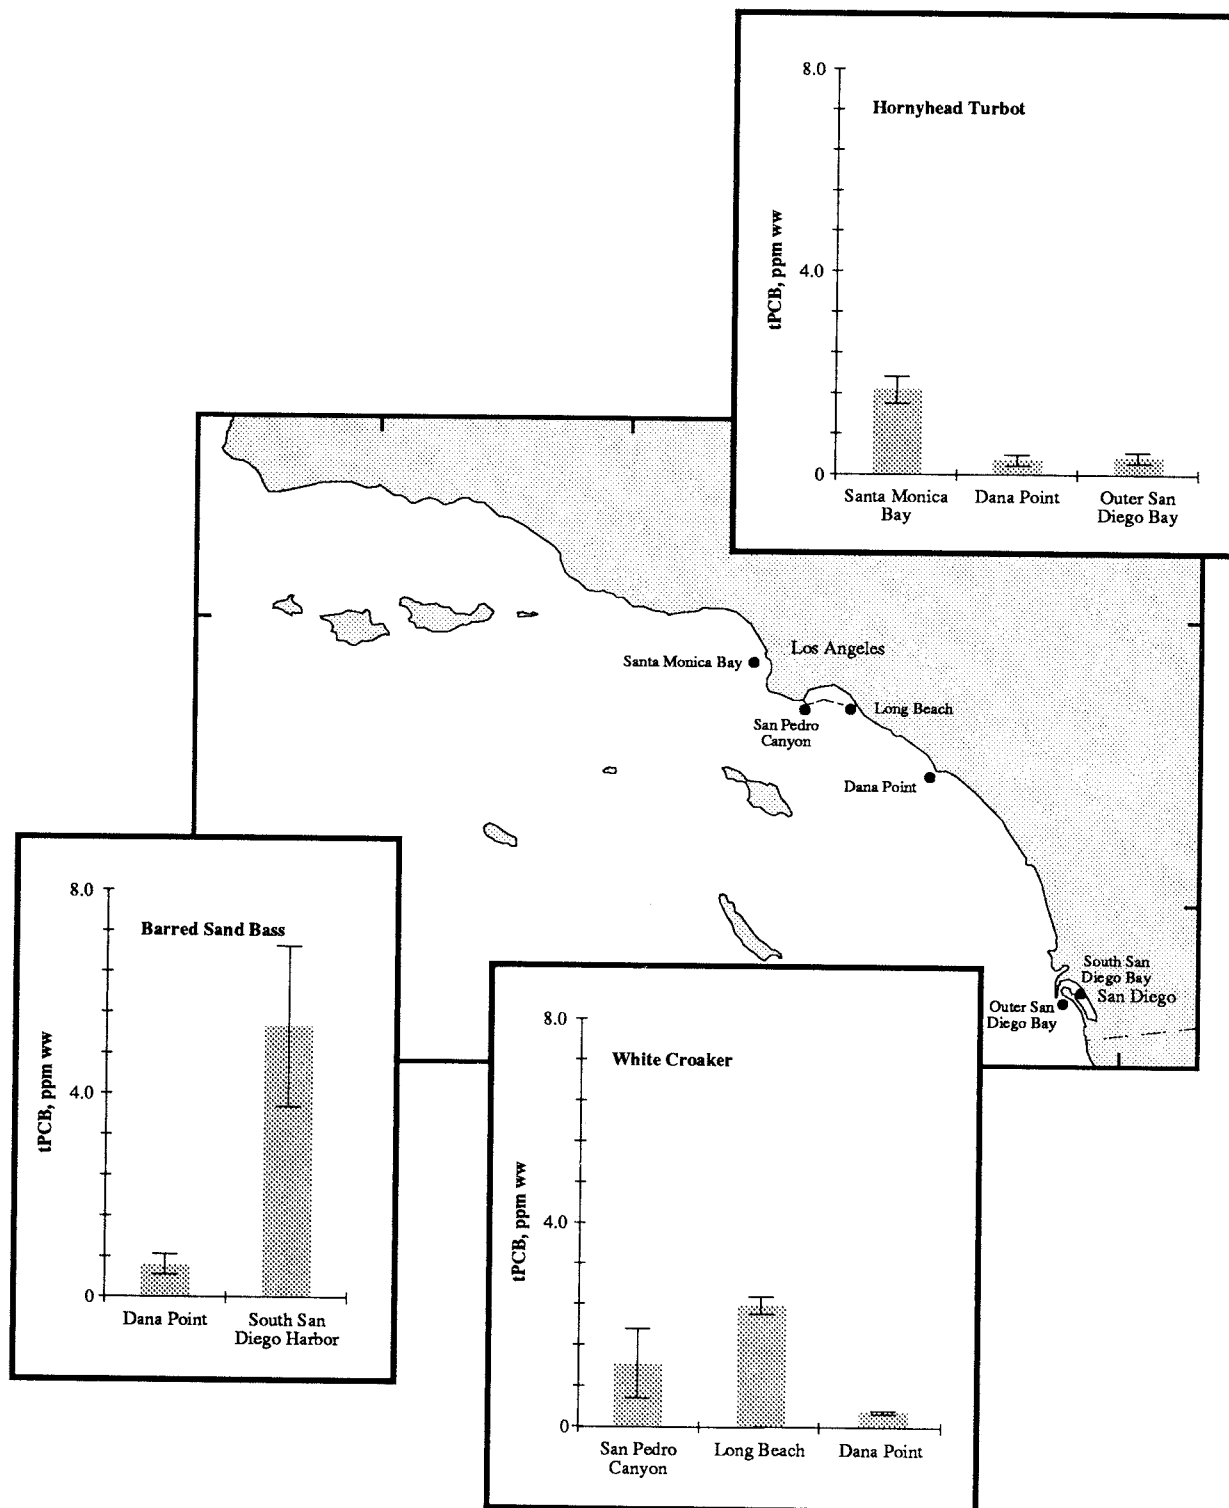 8.0
Hornyhead Turbot
tPCB, ppm ww
4.0
0
Santa Monica
Bay
Dana Point
Outer San
Diego Bay
Los Angeles
Santa Monica Bay
San Pedro
Canyon
Long Beach
Dana Point
South San
Diego Bay
San Diego
Outer San
Diego Bay
8.0
Barred Sand Bass
tPCB, ppm ww
4.0
0
Dana Point
South San
Diego Harbor
8.0
White Croaker
tPCB, ppm ww
4.0
0
San Pedro
Canyon
Long Beach
Dana Point